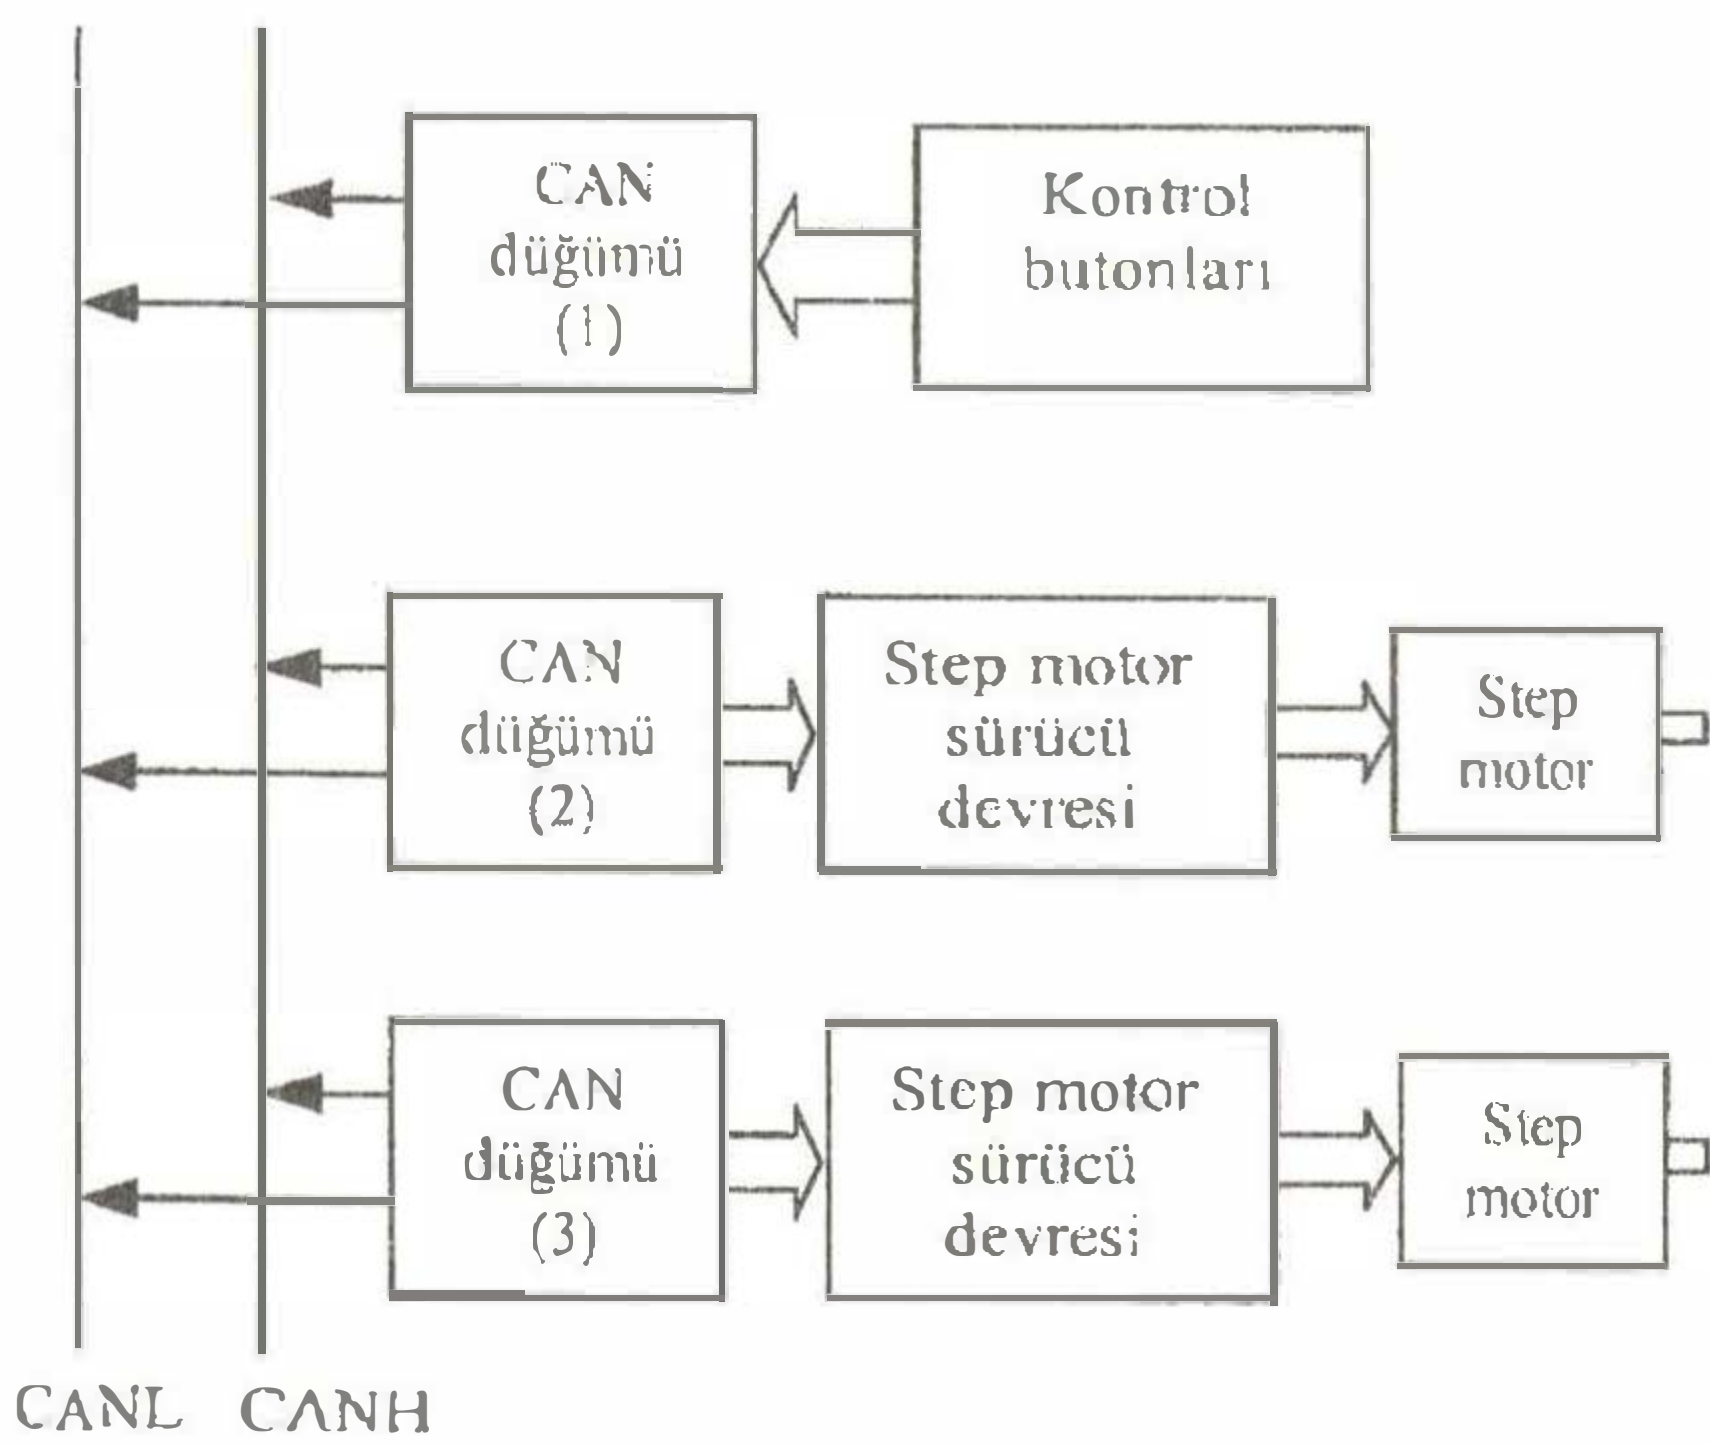 CAN
düğümü
(1)
Kontrol
butonları
CAN
düğümü
(2)
Step motor
sürücü
devresi
Step
motor
CAN
düğümü
(3)
Step motor
sürücü
devresi
Step
motor
CANL CANH